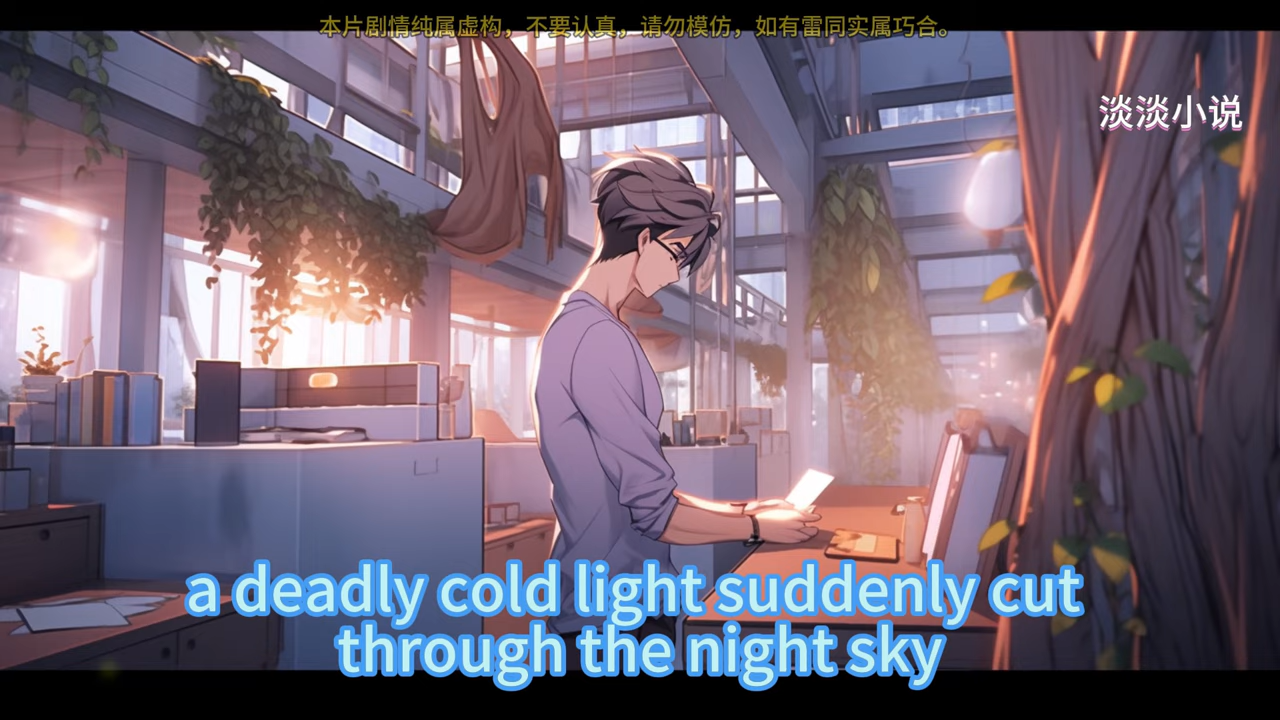 本片剧情纯属虚构，不要认真，请勿模仿，如有雷同实属巧合。
淡淡小说
a deadly cold light suddenly cut
through the night sky